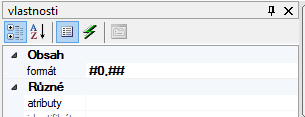 vlastnosti
Obsah
formát #0,##
Různé
atributy